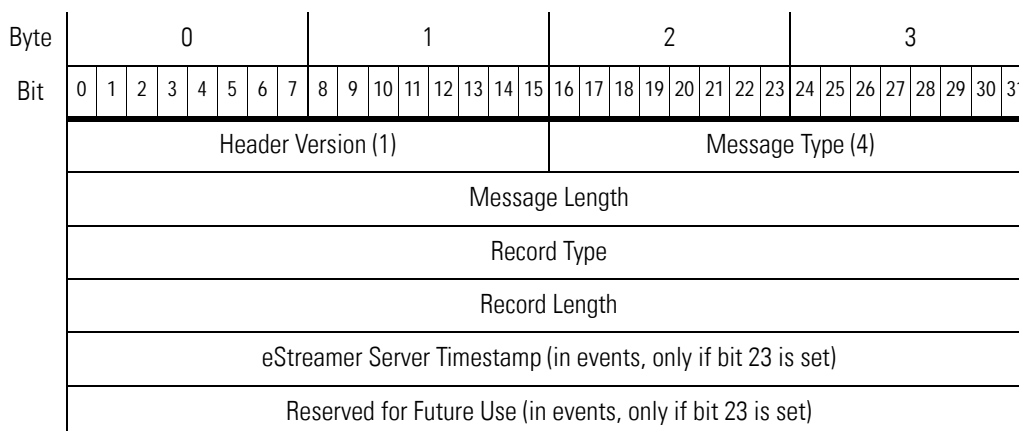 Byte 0 1 2 3
Bit 0 1 2 3 4 5 6 7 8 9 10 11 12 13 14 15 16 17 18 19 20 21 22 23 24 25 26 27 28 29 30 31
Header Version (1) Message Type (4)
Message Length
Record Type
Record Length
eStreamer Server Timestamp (in events, only if bit 23 is set)
Reserved for Future Use (in events, only if bit 23 is set)